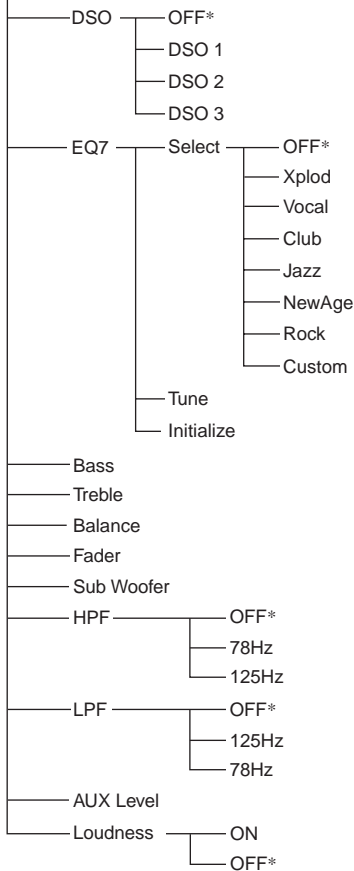 DSO OFF*
DSO 1
DSO 2
DSO 3
EQ7 Select OFF*
Xplod
Vocal
Club
Jazz
NewAge
Rock
Custom
Tune
Initialize
Bass
Treble
Balance
Fader
Sub Woofer
HPF OFF*
78Hz
125Hz
LPF OFF*
125Hz
78Hz
AUX Level
Loudness ON
OFF*